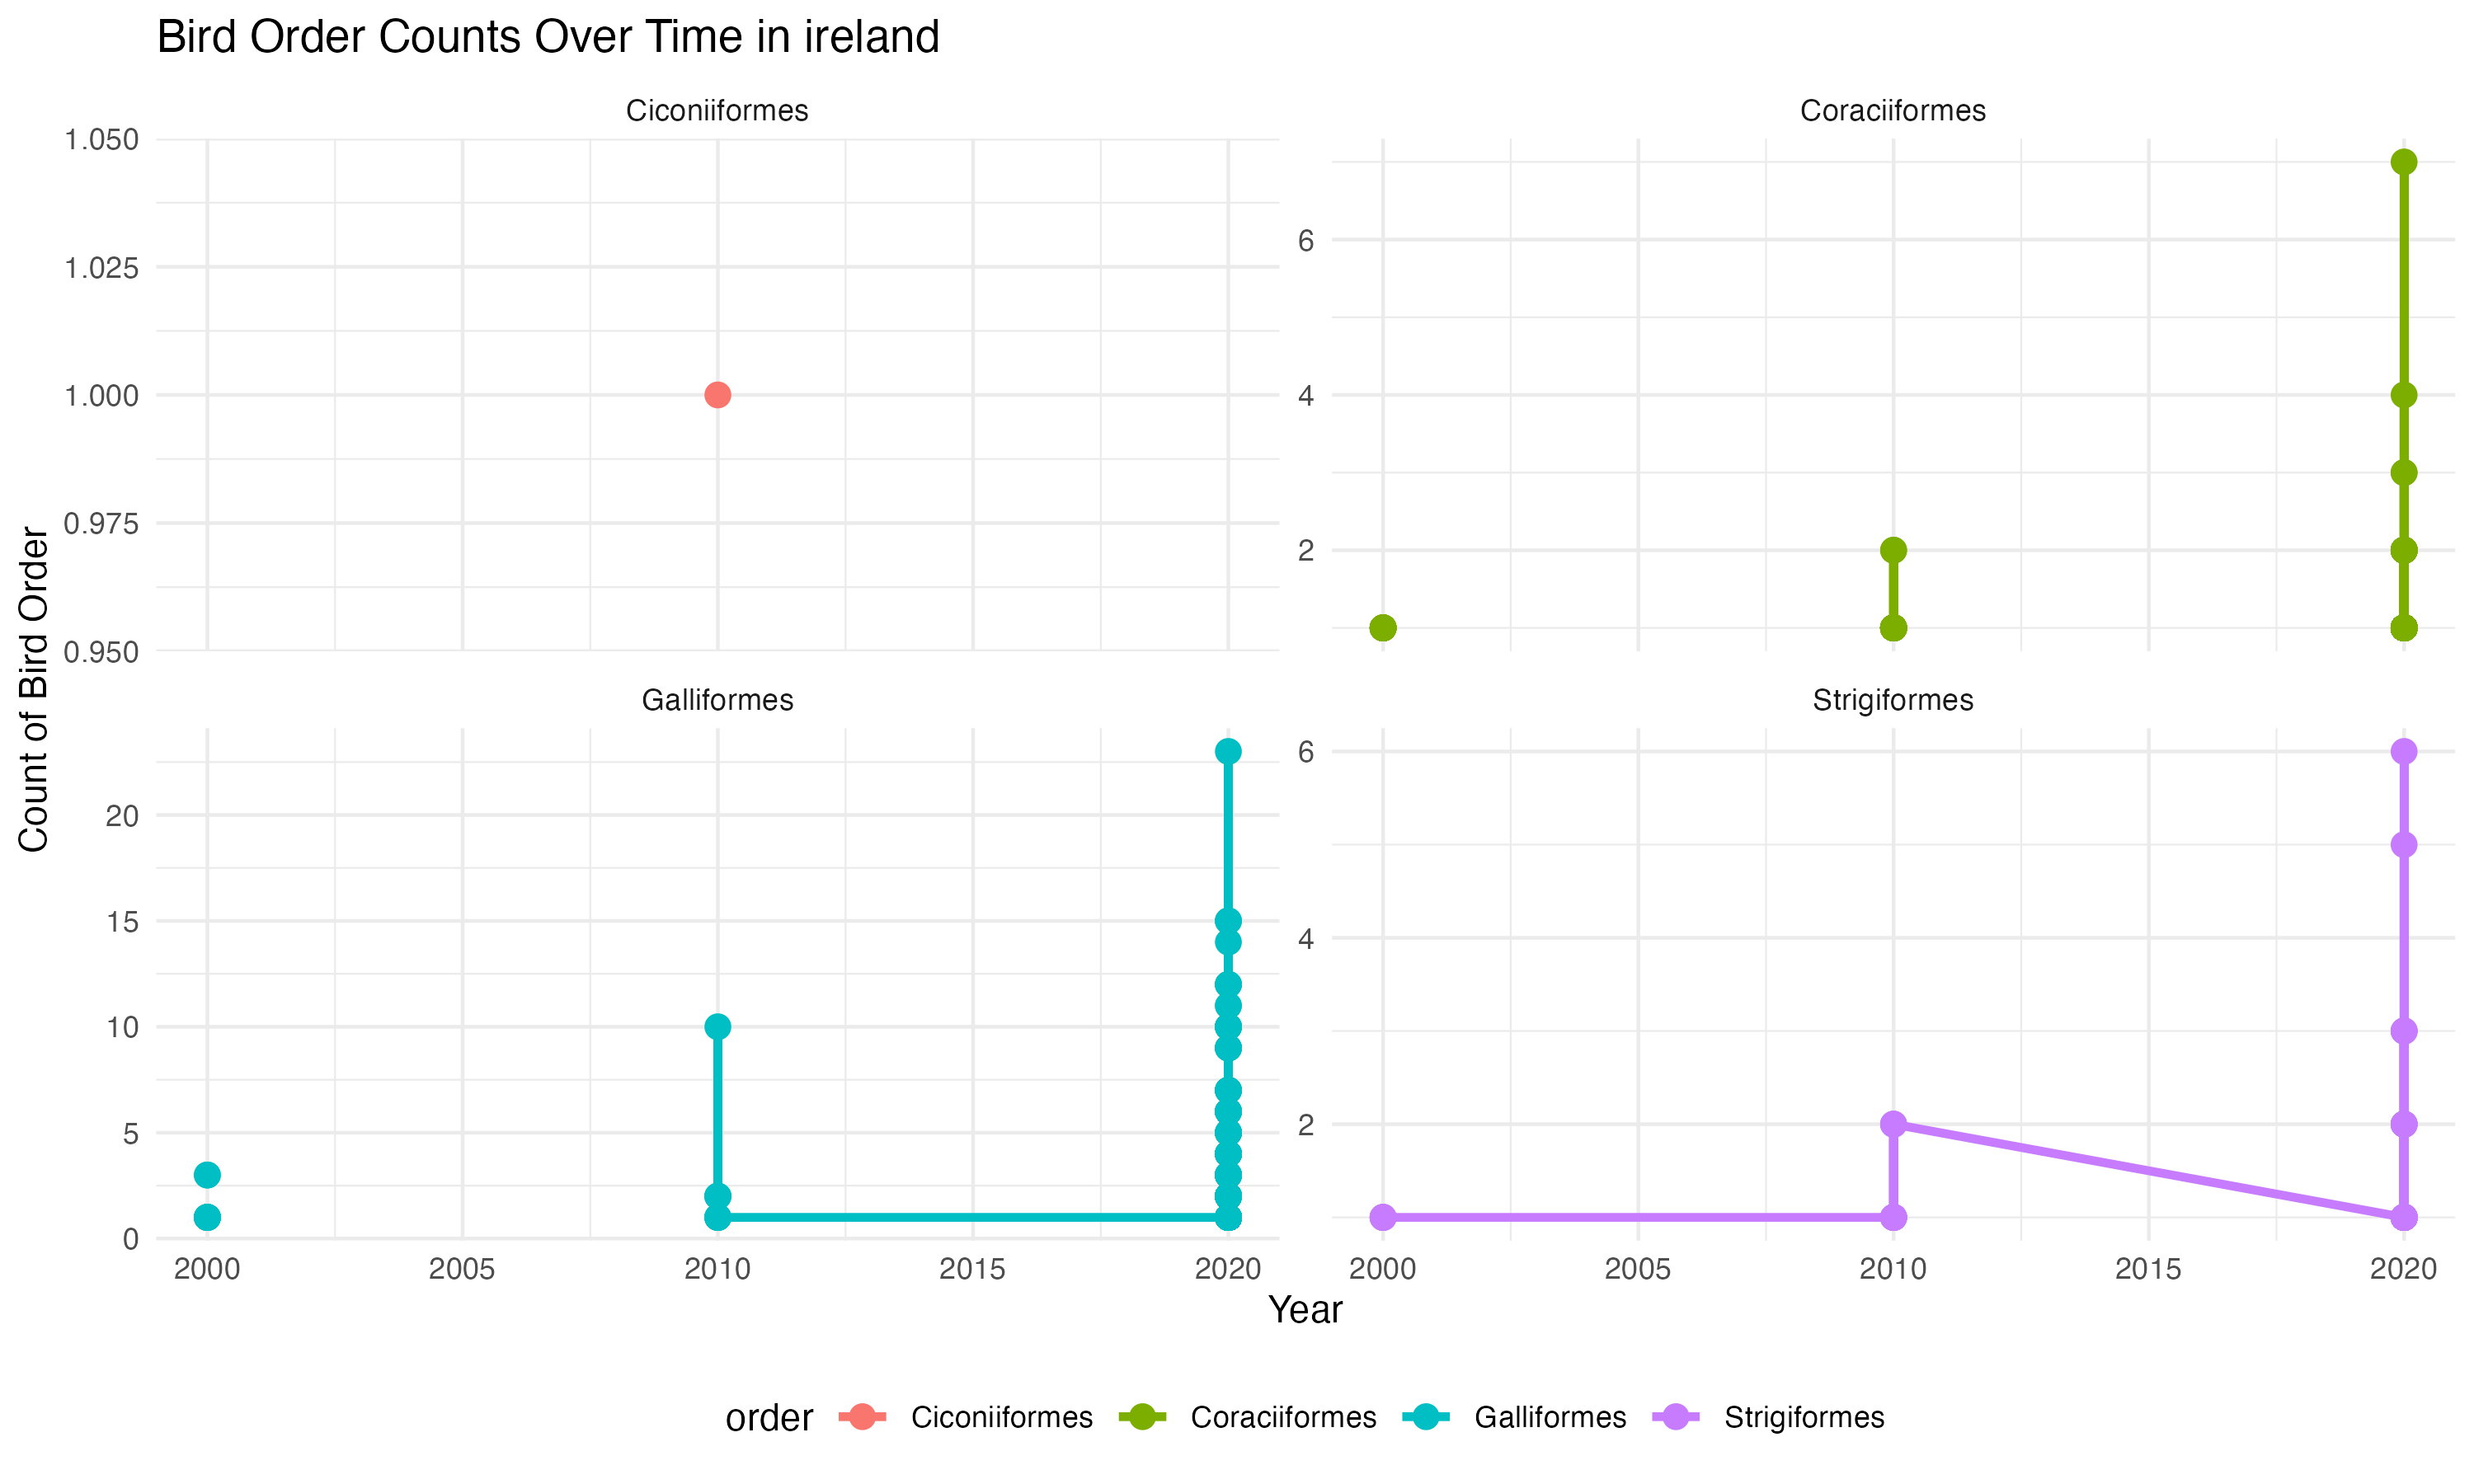 Bird Order Counts Over Time in ireland
Ciconiiformes
Coraciiformes
1.050
1.025
1.000
0.975
0.950
6
4
2
Count of Bird Order
Galliformes
Strigiformes
20
15
10
5
0
6
4
2
2000 2005 2010 2015 2020
2000 2005 2010 2015 2020
Year
order Ciconiiformes Coraciiformes Galliformes Strigiformes